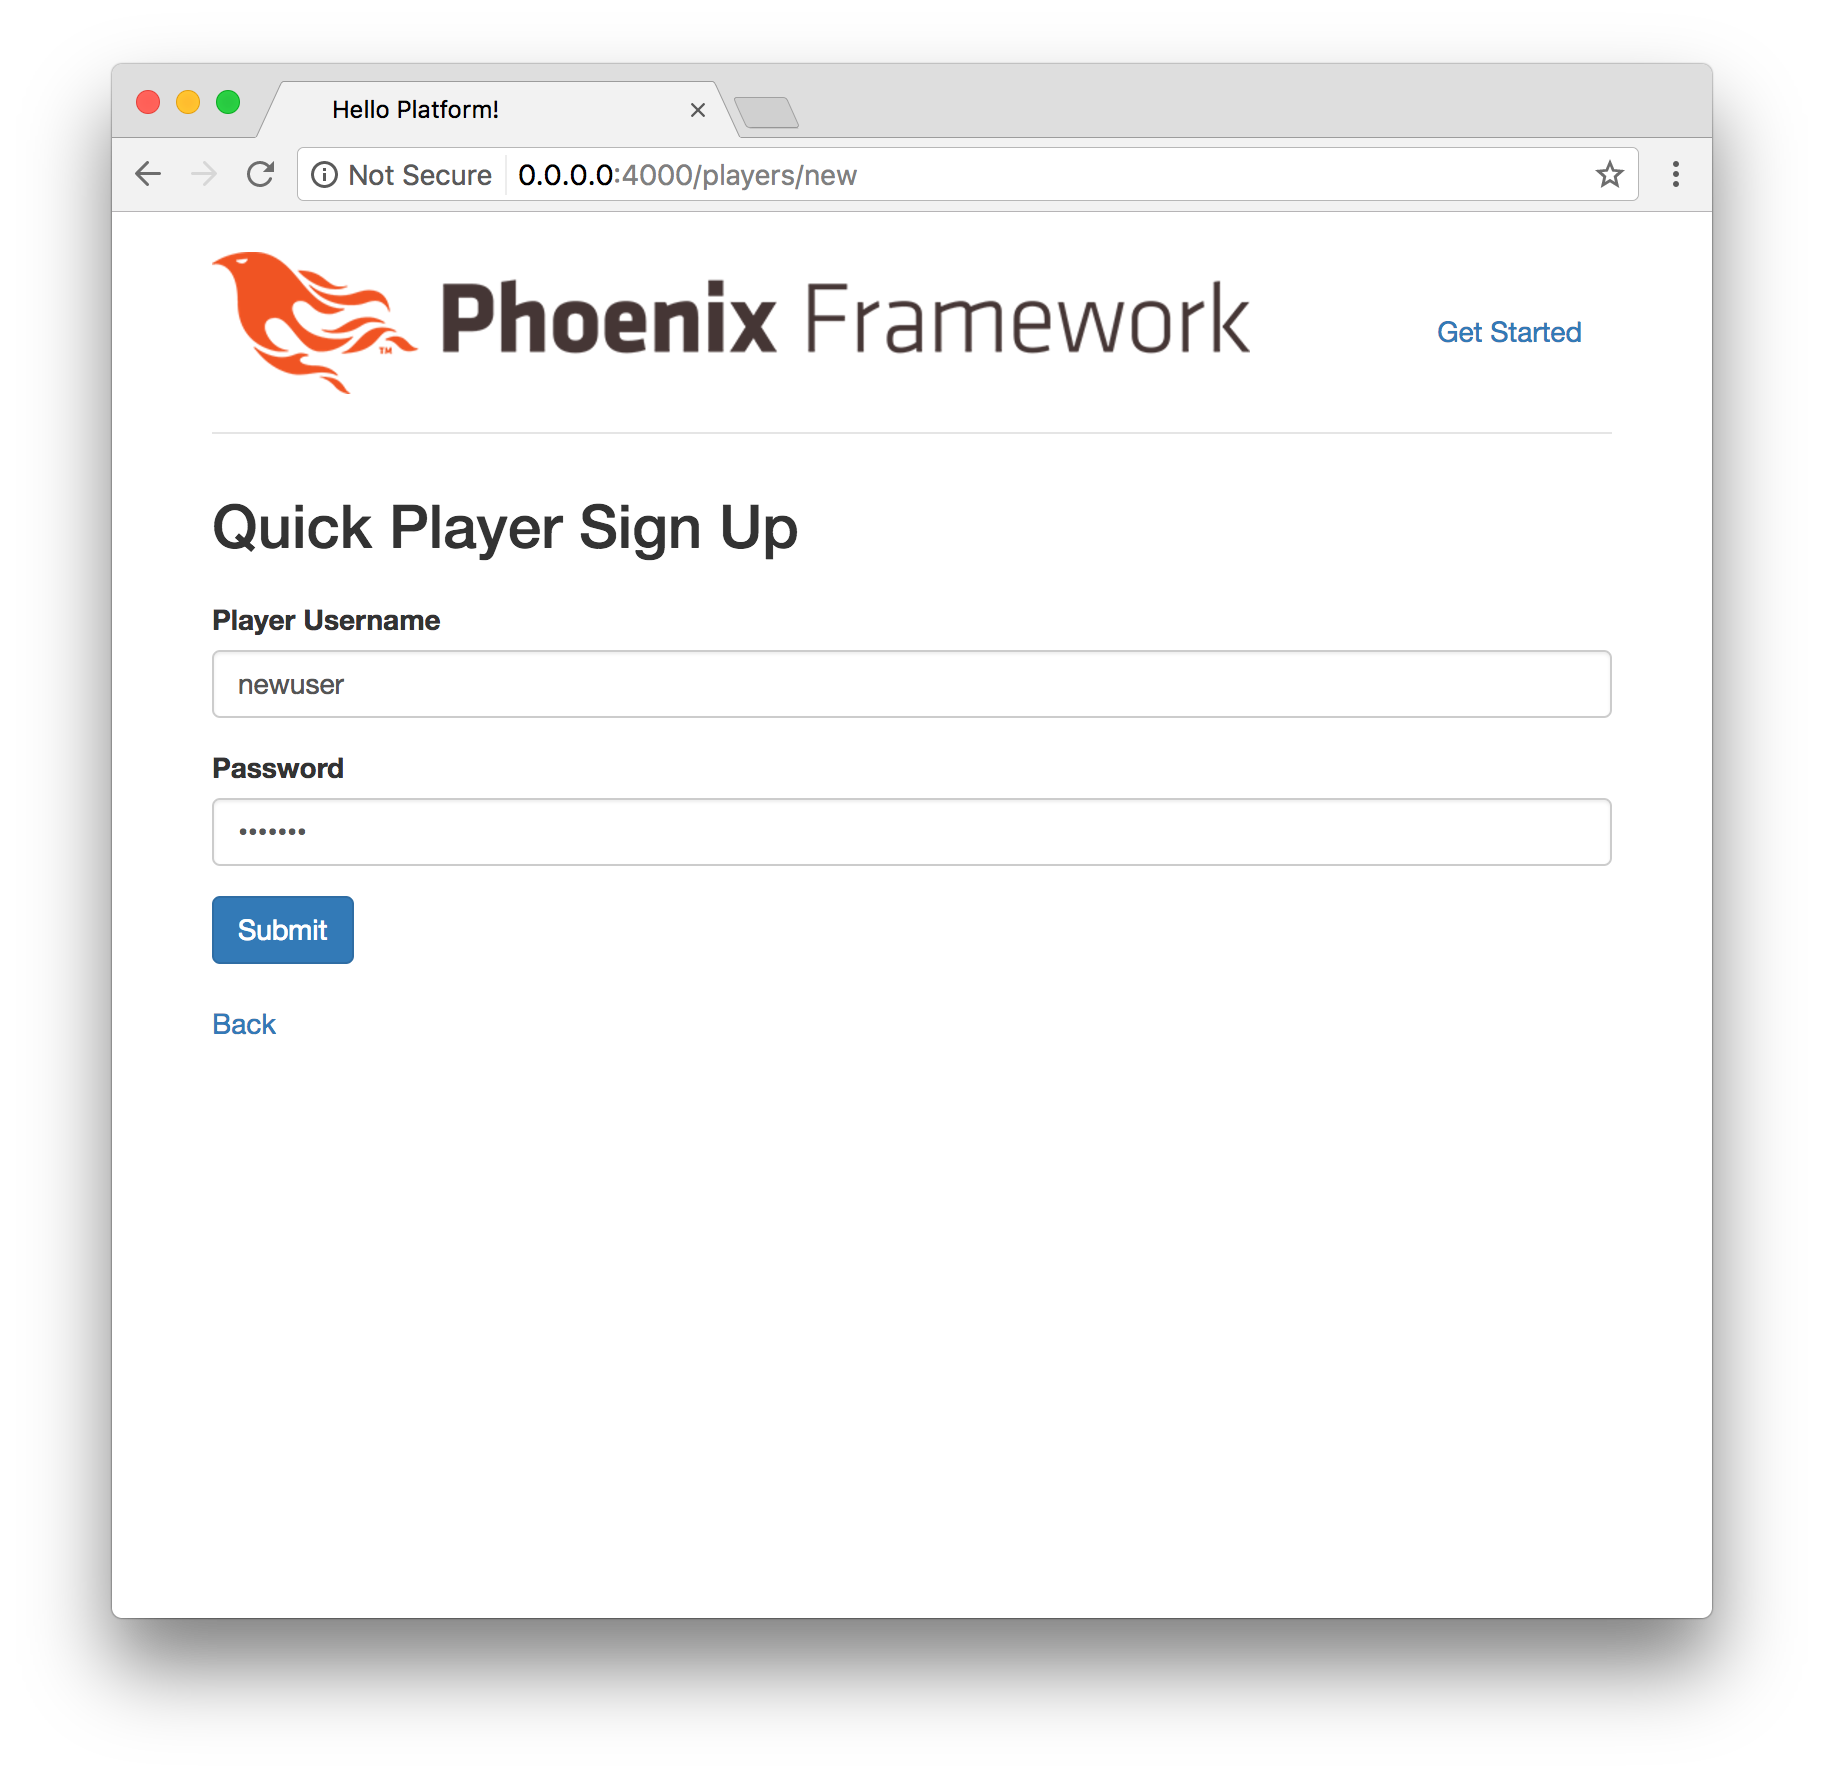 Hello Platform!
Not Secure 0.0.0.0:4000/players/new
Phoenix Framework
TM
Get Started
Quick Player Sign Up
Player Username
newuser
Password
•••••••
Submit
Back